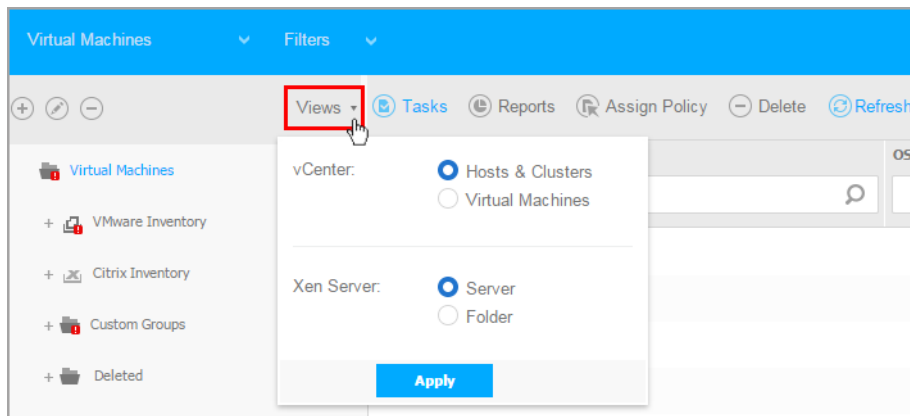 Virtual Machines Filters
Views Tasks Reports Assign Policy Delete Refresh
OS
Virtual Machines
VMware Inventory
Citrix Inventory
Custom Groups
Deleted
vCenter: Hosts & Clusters
Virtual Machines
Xen Server: Server
Folder
Apply